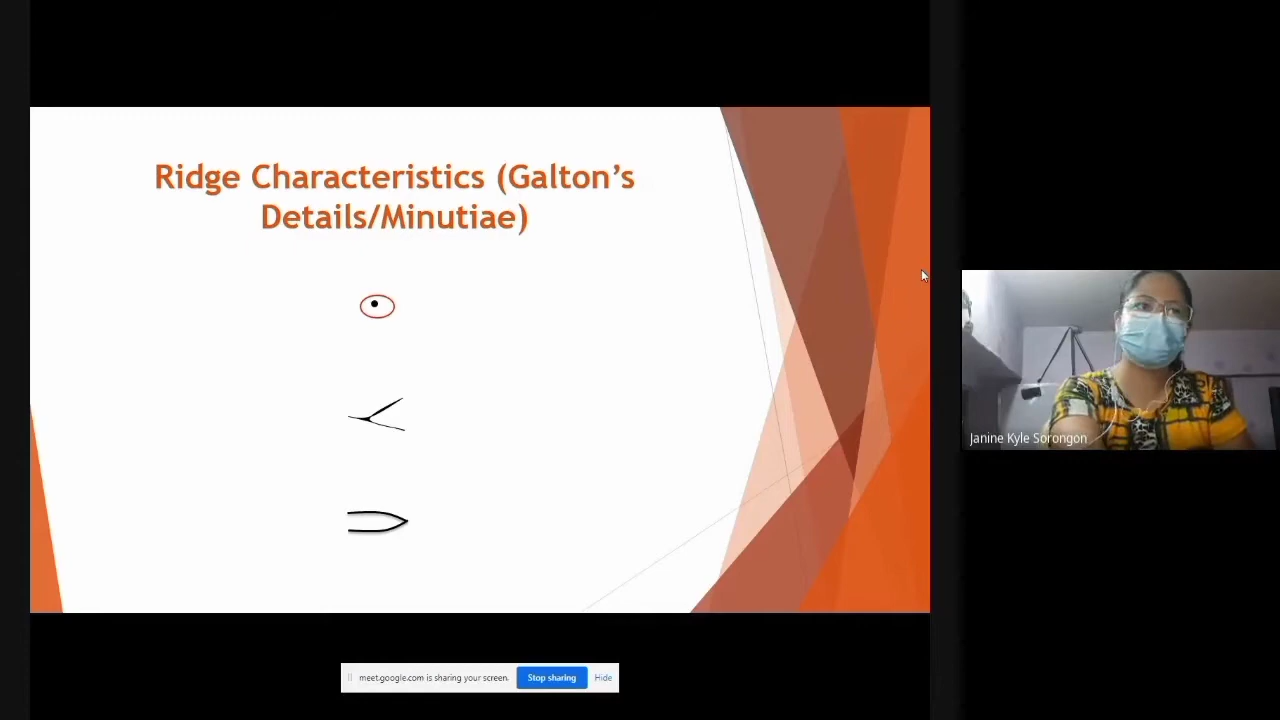 Ridge Characteristics (Galton’s
Details/Minutiae)
Janine Kyle Sorongon
meet.google.com is sharing your screen.
Stop sharing
Hide